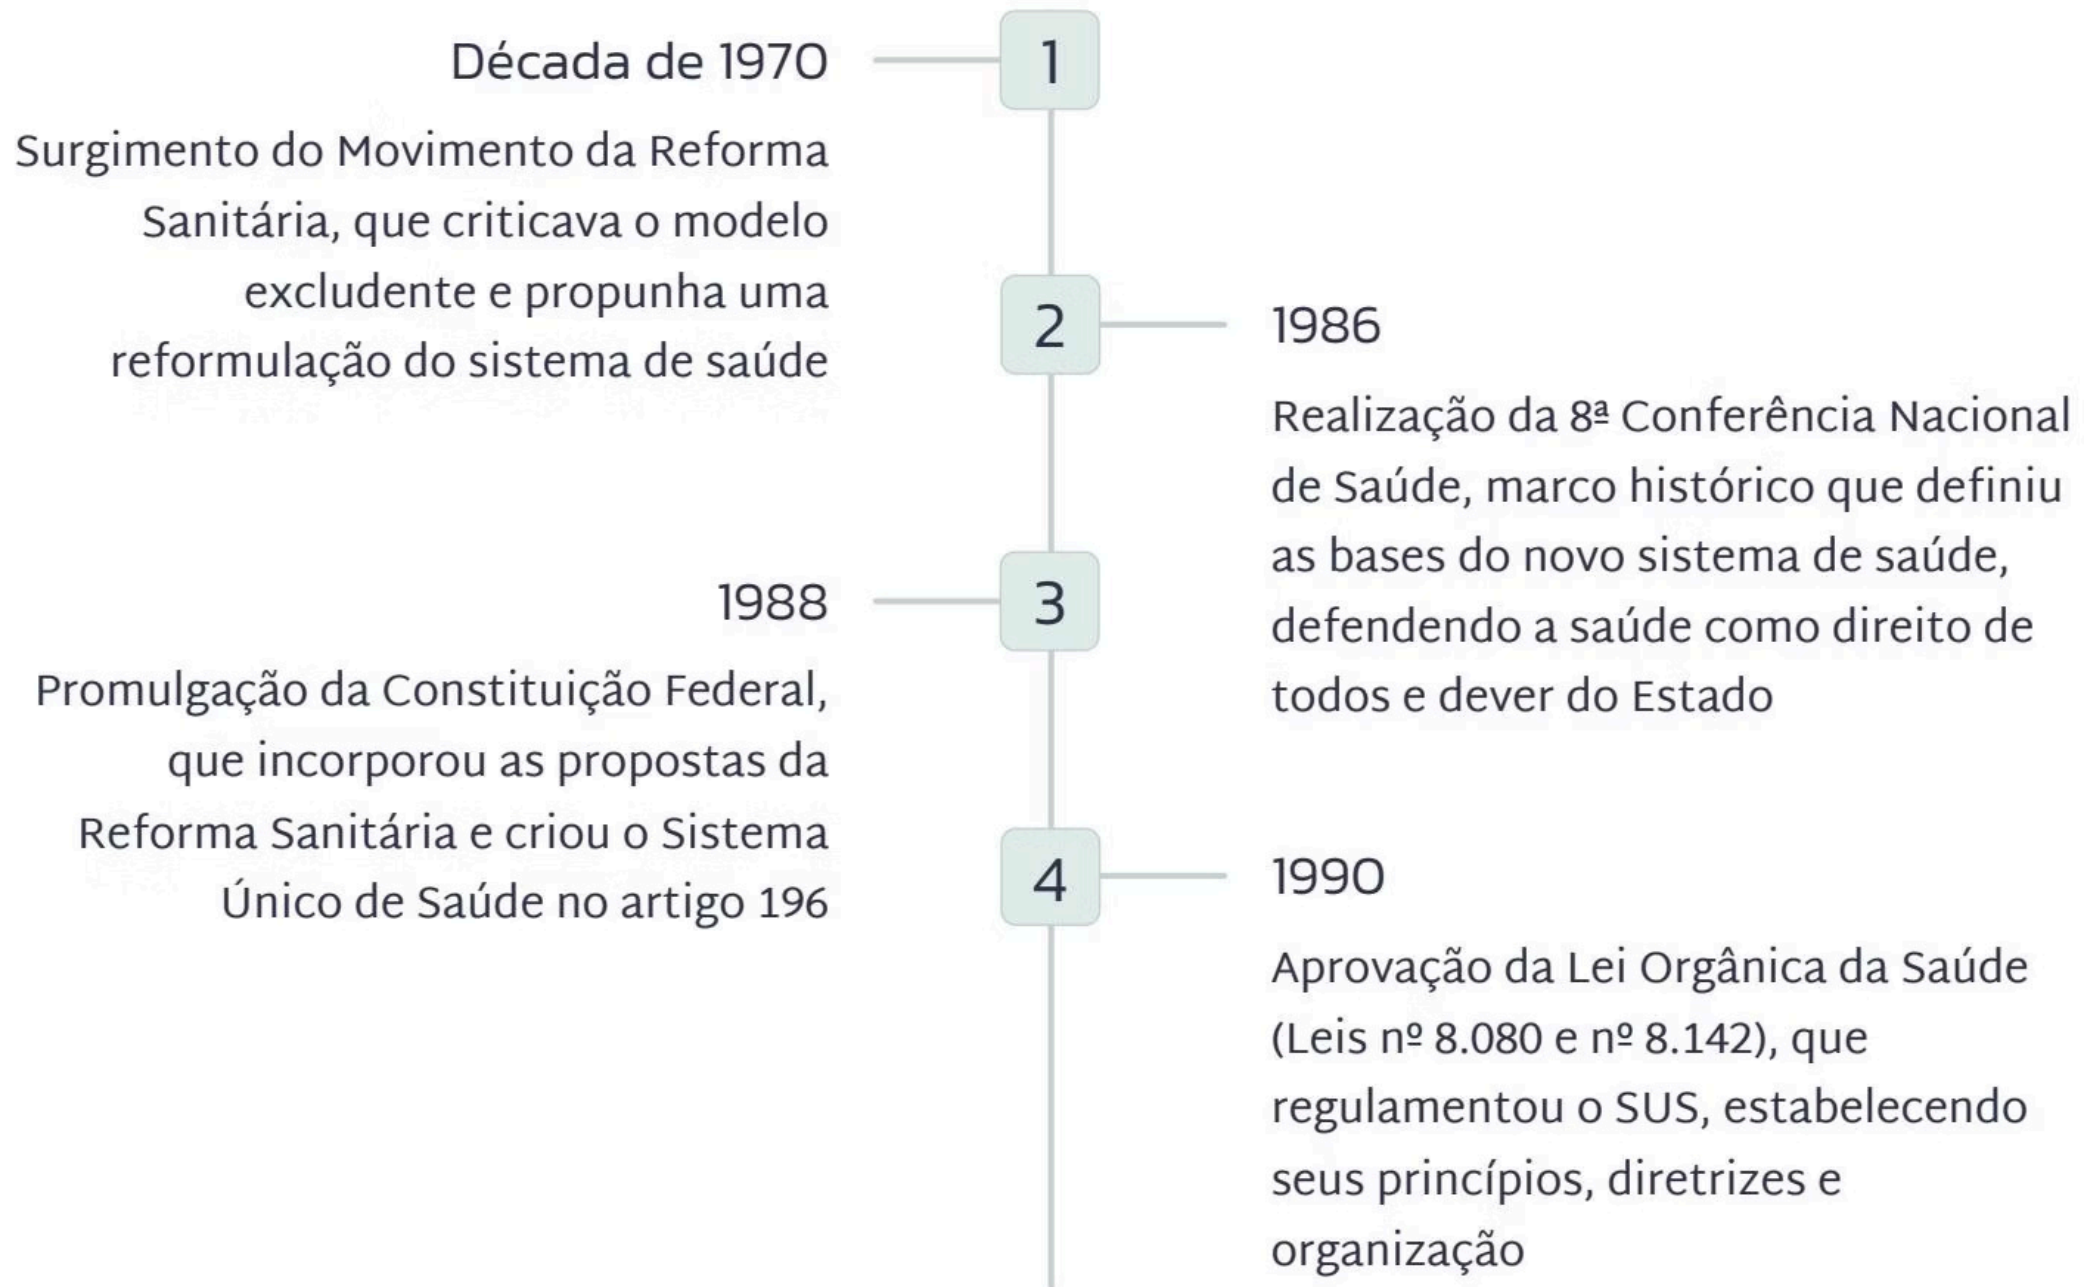 Década de 1970
1
Surgimento do Movimento da Reforma
Sanitária, que criticava o modelo
excludente e propunha uma
reformulação do sistema de saúde
2
1986
Realização da 8ª Conferência Nacional
de Saúde, marco histórico que definiu
as bases do novo sistema de saúde,
defendendo a saúde como direito de
todos e dever do Estado
1988
3
Promulgação da Constituição Federal,
que incorporou as propostas da
Reforma Sanitária e criou o Sistema
Único de Saúde no artigo 196
4
1990
Aprovação da Lei Orgânica da Saúde
(Leis nº 8.080 e nº 8.142), que
regulamentou o SUS, estabelecendo
seus princípios, diretrizes e
organização